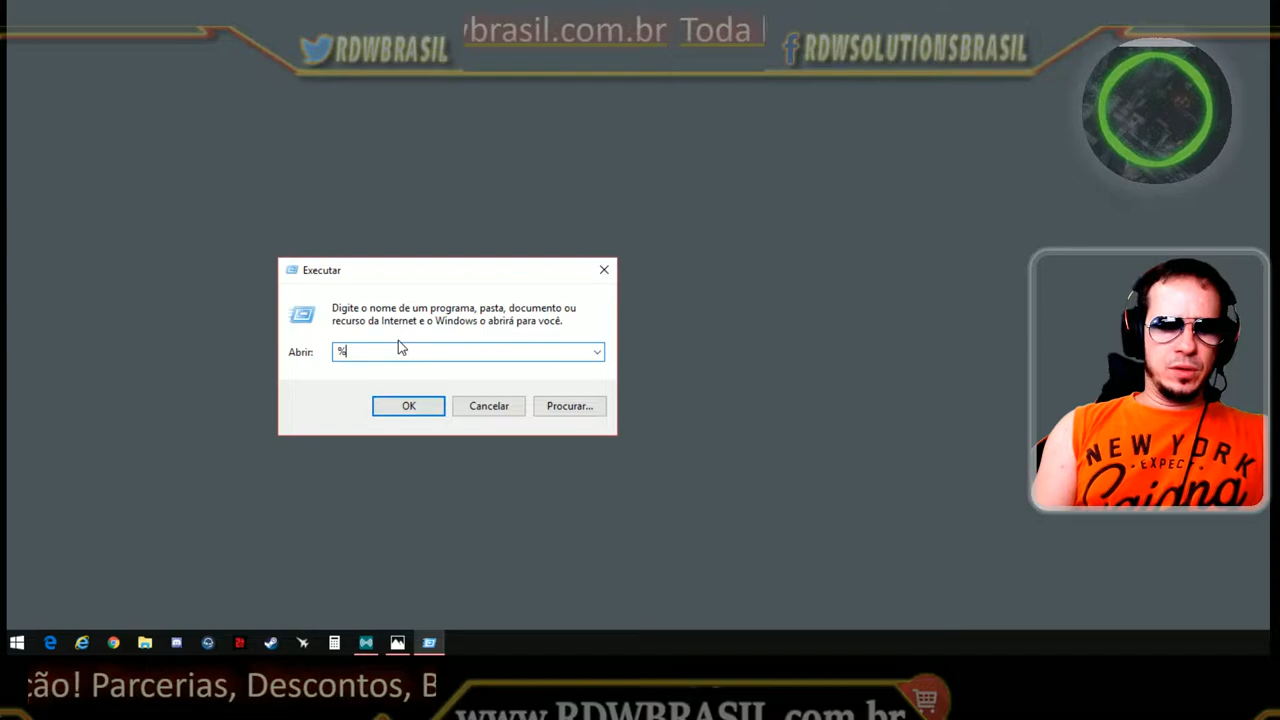 brasil.com.br Toda
RDWBRASIL
RDWSOLUTIONSBRASIL
Executar
Digite o nome de um programa, pasta, documento ou
recurso da Internet e o Windows o abrirá para você.
Abrir: %
OK Cancelar Procurar...
NEW YORK
- EXPECT -
ção! Parcerias, Descontos, B
www.RDWBRASIL.com.br